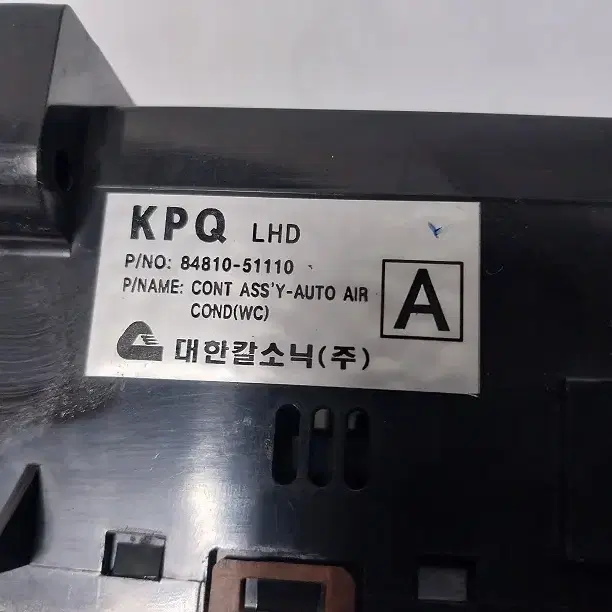 KPQ LHD
P/NO: 84810-51110
P/NAME: CONT ASS'Y-AUTO AIR
COND(WC)
A
대한칼소닉(주)